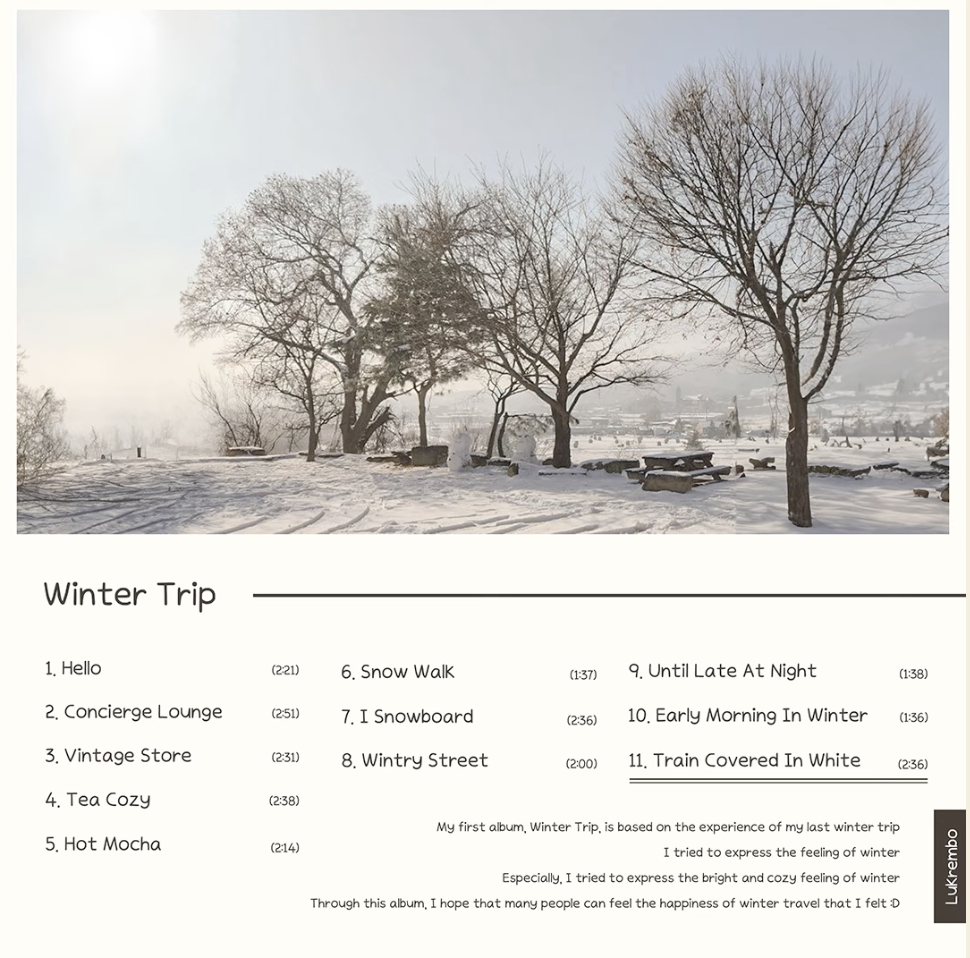 Winter Trip
1. Hello (2:21)
2. Concierge Lounge (2:51)
3. Vintage Store (2:31)
4. Tea Cozy (2:38)
5. Hot Mocha (2:14)
6. Snow Walk (1:37)
7. I Snowboard (2:36)
8. Wintry Street (2:00)
9. Until Late At Night (1:38)
10. Early Morning In Winter (1:36)
11. Train Covered In White (2:36)
My first album, Winter Trip, is based on the experience of my last winter trip
I tried to express the feeling of winter
Especially, I tried to express the bright and cozy feeling of winter
Through this album, I hope that many people can feel the happiness of winter travel that I felt :D
Lukrembo